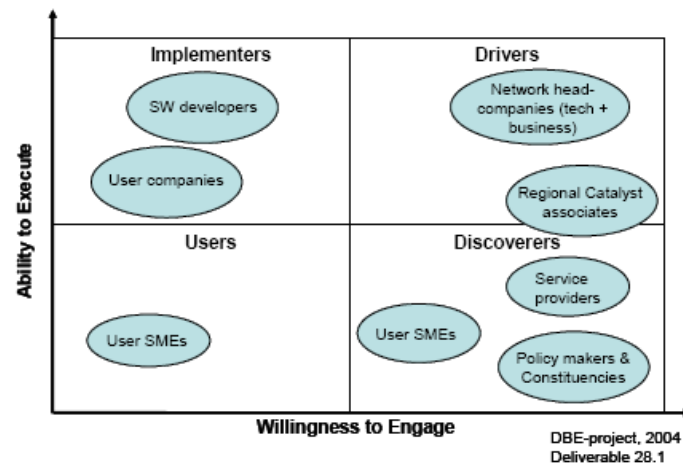 Implementers
Drivers
SW developers
Network head-
companies (tech +
business)
User companies
Regional Catalyst
associates
Users
Discoverers
Service
providers
User SMEs
User SMEs
Policy makers &
Constituencies
Ability to Execute
Willingness to Engage
DBE-project, 2004
Deliverable 28.1